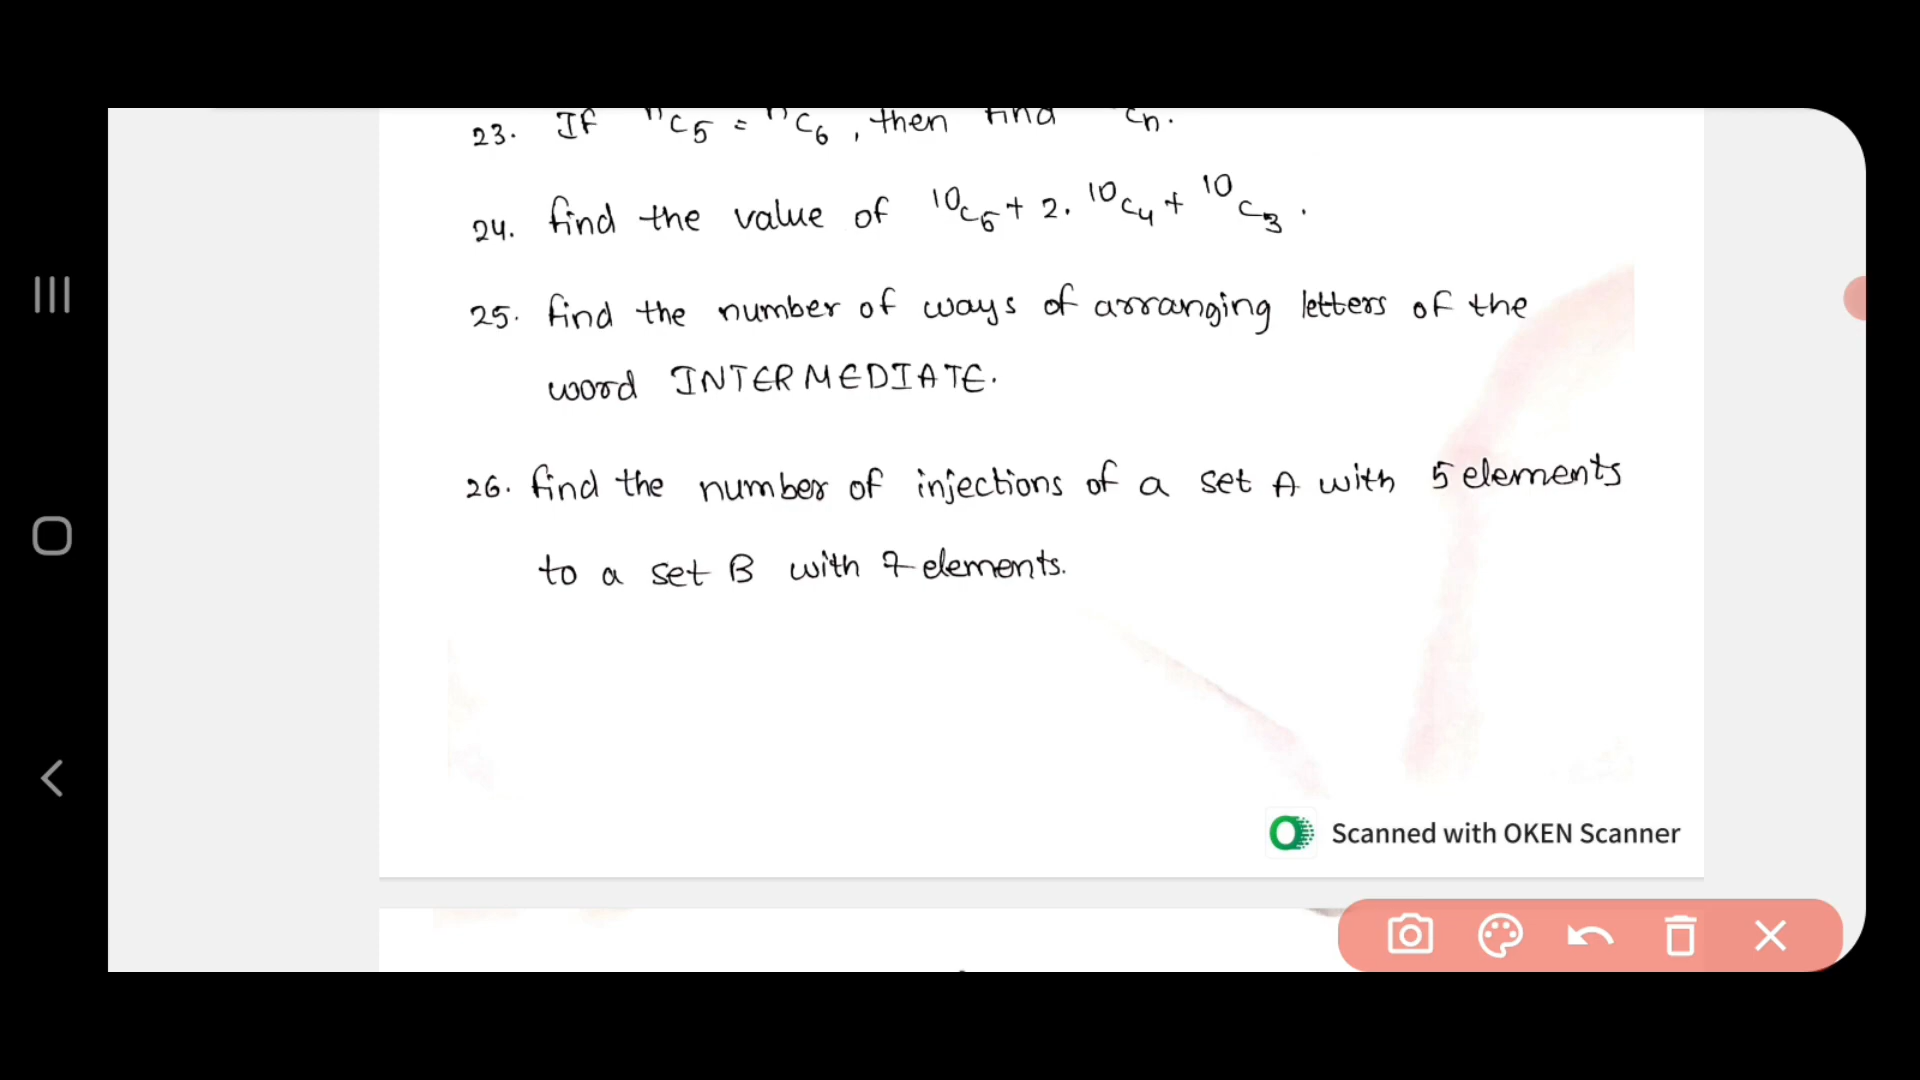 23. If ⁿC₅ = ⁿC₆, then find Cₙ.
24. find the value of ¹⁰C₅ + 2. ¹⁰C₄ + ¹⁰C₃.
25. find the number of ways of arranging letters of the
word INTERMEDIATE.
26. find the number of injections of a set A with 5 elements
to a set B with 7 elements.
Scanned with OKEN Scanner